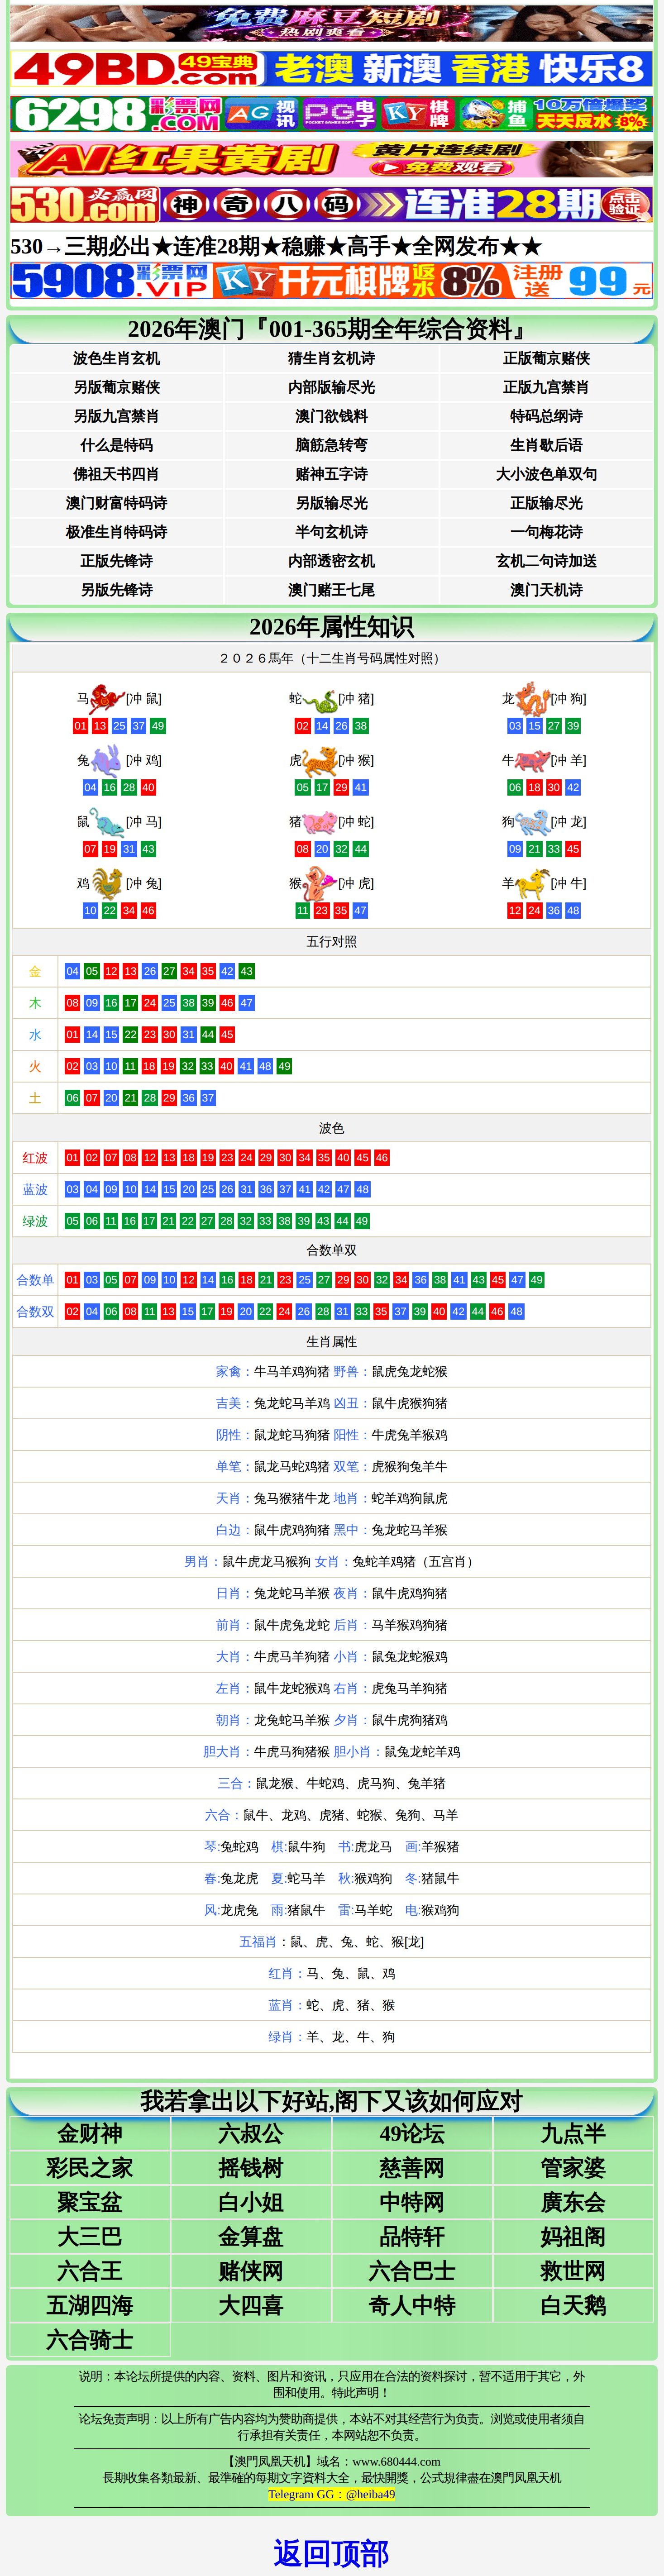 免费麻豆短剧
热剧爽看
49BD.com 49宝典.com 老澳 新澳 香港 快乐8
6298.COM 彩票网 AG视讯 PG电子 KY棋牌 捕鱼 10万倍爆奖 天天反水8%
AI红果黄剧 黄片连续剧 免费观看
530.com 头赢网 神奇八码 连准28期 点击验证
530→三期必出★连准28期★稳赚★高手★全网发布★★
5908.VIP 彩票网 KY开元棋牌 返水8% 注册送99元
2026年澳门『001-365期全年综合资料』
波色生肖玄机 猜生肖玄机诗 正版葡京赌侠
另版葡京赌侠 内部版输尽光 正版九宫禁肖
另版九宫禁肖 澳门欲钱料 特码总纲诗
什么是特码 脑筋急转弯 生肖歇后语
佛祖天书四肖 赌神五字诗 大小波色单双句
澳门财富特码诗 另版输尽光 正版输尽光
极准生肖特码诗 半句玄机诗 一句梅花诗
正版先锋诗 内部透密玄机 玄机二句诗加送
另版先锋诗 澳门赌王七尾 澳门天机诗
2026年属性知识
２０２６馬年（十二生肖号码属性对照）
马[冲 鼠] 蛇[冲 猪] 龙[冲 狗]
01 13 25 37 49 02 14 26 38 03 15 27 39
兔[冲 鸡] 虎[冲 猴] 牛[冲 羊]
04 16 28 40 05 17 29 41 06 18 30 42
鼠[冲 马] 猪[冲 蛇] 狗[冲 龙]
07 19 31 43 08 20 32 44 09 21 33 45
鸡[冲 兔] 猴[冲 虎] 羊[冲 牛]
10 22 34 46 11 23 35 47 12 24 36 48
五行对照
金 04 05 12 13 26 27 34 35 42 43
木 08 09 16 17 24 25 38 39 46 47
水 01 14 15 22 23 30 31 44 45
火 02 03 10 11 18 19 32 33 40 41 48 49
土 06 07 20 21 28 29 36 37
波色
红波 01 02 07 08 12 13 18 19 23 24 29 30 34 35 40 45 46
蓝波 03 04 09 10 14 15 20 25 26 31 36 37 41 42 47 48
绿波 05 06 11 16 17 21 22 27 28 32 33 38 39 43 44 49
合数单双
合数单 01 03 05 07 09 10 12 14 16 18 21 23 25 27 29 30 32 34 36 38 41 43 45 47 49
合数双 02 04 06 08 11 13 15 17 19 20 22 24 26 28 31 33 35 37 39 40 42 44 46 48
生肖属性
家禽：牛马羊鸡狗猪 野兽：鼠虎兔龙蛇猴
吉美：兔龙蛇马羊鸡 凶丑：鼠牛虎猴狗猪
阴性：鼠龙蛇马狗猪 阳性：牛虎兔羊猴鸡
单笔：鼠龙马蛇鸡猪 双笔：虎猴狗兔羊牛
天肖：兔马猴猪牛龙 地肖：蛇羊鸡狗鼠虎
白边：鼠牛虎鸡狗猪 黑中：兔龙蛇马羊猴
男肖：鼠牛虎龙马猴狗 女肖：兔蛇羊鸡猪（五宫肖）
日肖：兔龙蛇马羊猴 夜肖：鼠牛虎鸡狗猪
前肖：鼠牛虎兔龙蛇 后肖：马羊猴鸡狗猪
大肖：牛虎马羊狗猪 小肖：鼠兔龙蛇猴鸡
左肖：鼠牛龙蛇猴鸡 右肖：虎兔马羊狗猪
朝肖：龙兔蛇马羊猴 夕肖：鼠牛虎狗猪鸡
胆大肖：牛虎马狗猪猴 胆小肖：鼠兔龙蛇羊鸡
三合：鼠龙猴、牛蛇鸡、虎马狗、兔羊猪
六合：鼠牛、龙鸡、虎猪、蛇猴、兔狗、马羊
琴:兔蛇鸡 棋:鼠牛狗 书:虎龙马 画:羊猴猪
春:兔龙虎 夏:蛇马羊 秋:猴鸡狗 冬:猪鼠牛
风:龙虎兔 雨:猪鼠牛 雷:马羊蛇 电:猴鸡狗
五福肖：鼠、虎、兔、蛇、猴[龙]
红肖：马、兔、鼠、鸡
蓝肖：蛇、虎、猪、猴
绿肖：羊、龙、牛、狗
我若拿出以下好站,阁下又该如何应对
金财神 六叔公 49论坛 九点半
彩民之家 摇钱树 慈善网 管家婆
聚宝盆 白小姐 中特网 廣东会
大三巴 金算盘 品特轩 妈祖阁
六合王 赌侠网 六合巴士 救世网
五湖四海 大四喜 奇人中特 白天鹅
六合骑士
说明：本论坛所提供的内容、资料、图片和资讯，只应用在合法的资料探讨，暂不适用于其它，外
围和使用。特此声明！
论坛免责声明：以上所有广告内容均为赞助商提供，本站不对其经营行为负责。浏览或使用者须自
行承担有关责任，本网站恕不负责。
【澳門凤凰天机】域名：www.680444.com
長期收集各類最新、最準確的每期文字資料大全，最快開獎，公式規律盡在澳門凤凰天机
Telegram GG：@heiba49
返回顶部